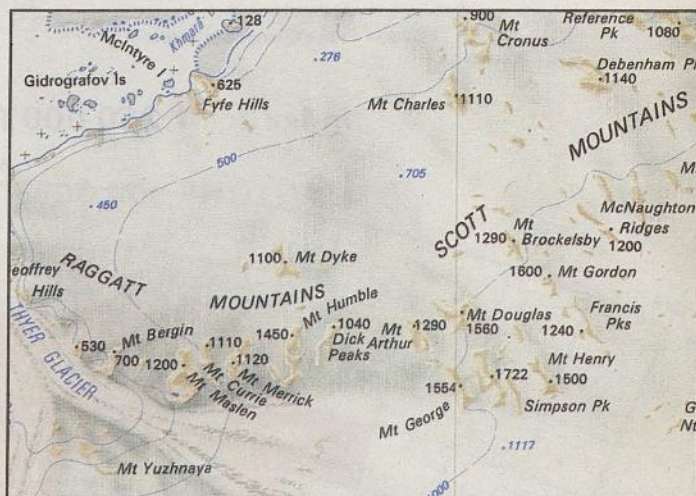 128
McIntyre I
Gidrografov Is
625
Fyfe Hills
276
900
Mt
Cronus
Reference
Pk
1080
Debenham
1140
Mt Charles
1110
MOUNTAINS
500
705
450
SCOTT
McNaughton
Ridges
1200
Mt
Brockelsby
1290
1600
Mt Gordon
1100
Mt Dyke
RAGGATT
MOUNTAINS
eoffrey
Hills
HYER GLACIER
530
Mt Bergin
700
1200
1110
1120
Mt Merrick
Mt Currie
Mt Maslen
1450
Mt Humble
1040
Dick
Peaks
Mt
Arthur
1290
Mt Douglas
1560
1240
Francis
Pks
Mt Henry
1500
1722
1554
Mt George
Simpson Pk
1117
Mt Yuzhnaya